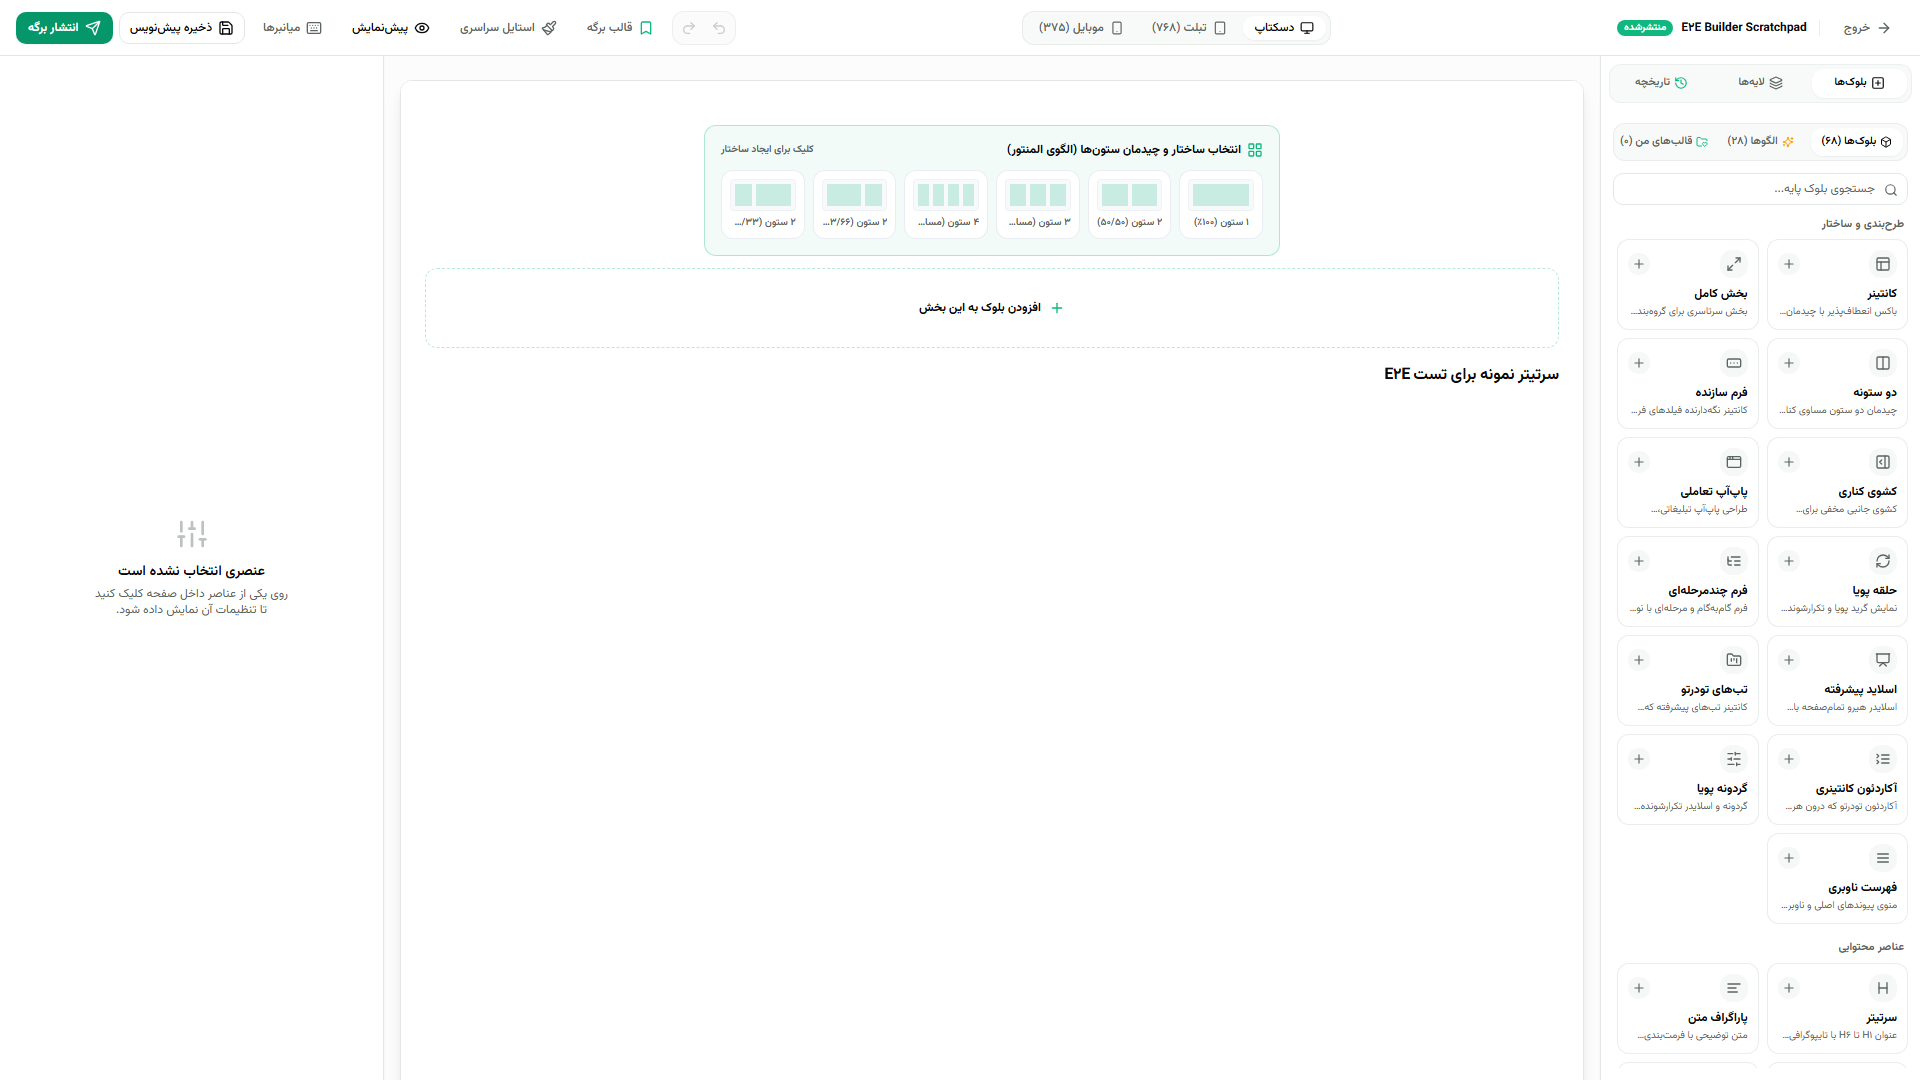 خروج
E۲E Builder Scratchpad
منتشرشده
دسکتاپ
تبلت (۷۶۸)
موبایل (۳۷۵)
قالب برگه
استایل سراسری
پیش‌نمایش
میانبرها
ذخیره پیش‌نویس
انتشار برگه
بلوک‌ها
لایه‌ها
تاریخچه
بلوک‌ها (۶۸)
الگوها (۲۸)
قالب‌های من (۰)
جستجوی بلوک پایه...
طرح‌بندی و ساختار
کانتینر
باکس انعطاف‌پذیر با چیدمان...
بخش کامل
بخش سرتاسری برای گروه‌بند...
دو ستونه
چیدمان دو ستون مساوی کنا...
فرم سازنده
کانتینر نگه‌دارنده فیلدهای فر...
کشوی کناری
کشوی جانبی مخفی برای...
پاپ‌آپ تعاملی
طراحی پاپ‌آپ تبلیغاتی،...
حلقه پویا
نمایش گرید پویا و تکرارشوند...
فرم چندمرحله‌ای
فرم گام‌به‌گام و مرحله‌ای با نو...
اسلاید پیشرفته
اسلایدر هیرو تمام‌صفحه با...
تب‌های تودرتو
کانتینر تب‌های پیشرفته که...
آکاردئون کانتینری
آکاردئون تودرتو که درون هر...
گردونه پویا
گردونه و اسلایدر تکرارشونده...
فهرست ناوبری
منوی پیوندهای اصلی و ناوبر...
عناصر محتوایی
سرتیتر
عنوان H۱ تا H۶ با تایپوگرافی...
پاراگراف متن
متن توضیحی با فرمت‌بندی...
انتخاب ساختار و چیدمان ستون‌ها (الگوی المنتور)
کلیک برای ایجاد ساختار
۱ ستون (۱۰۰٪)
۲ ستون (۵۰/۵۰)
۳ ستون (مسا...
۴ ستون (مسا...
۲ ستون (۳/۶۶...
۲ ستون (۳۳/...
افزودن بلوک به این بخش
سرتیتر نمونه برای تست E۲E
عنصری انتخاب نشده است
روی یکی از عناصر داخل صفحه کلیک کنید
تا تنظیمات آن نمایش داده شود.